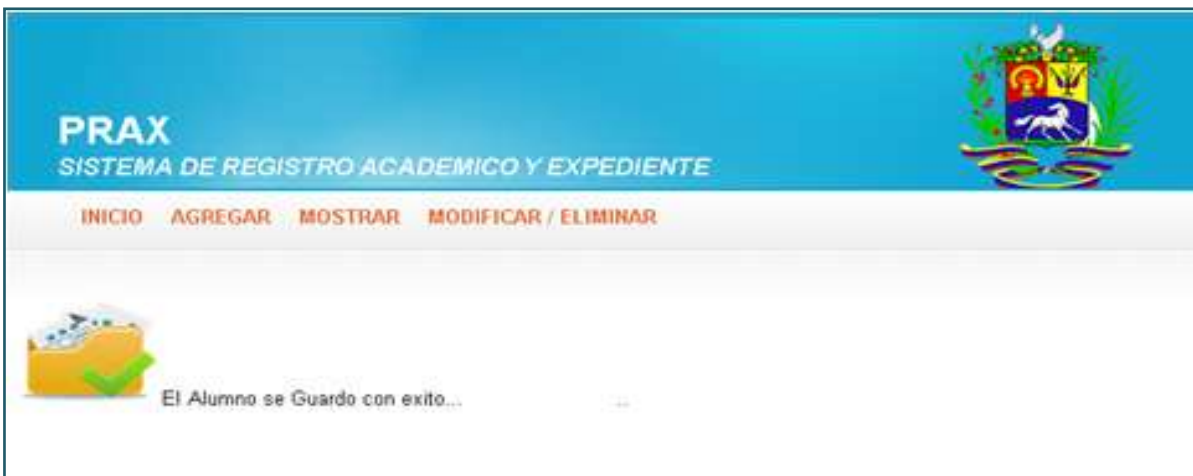 PRAX
SISTEMA DE REGISTRO ACADEMICO Y EXPEDIENTE
INICIO AGREGAR MOSTRAR MODIFICAR / ELIMINAR
El Alumno se Guardo con exito... ..